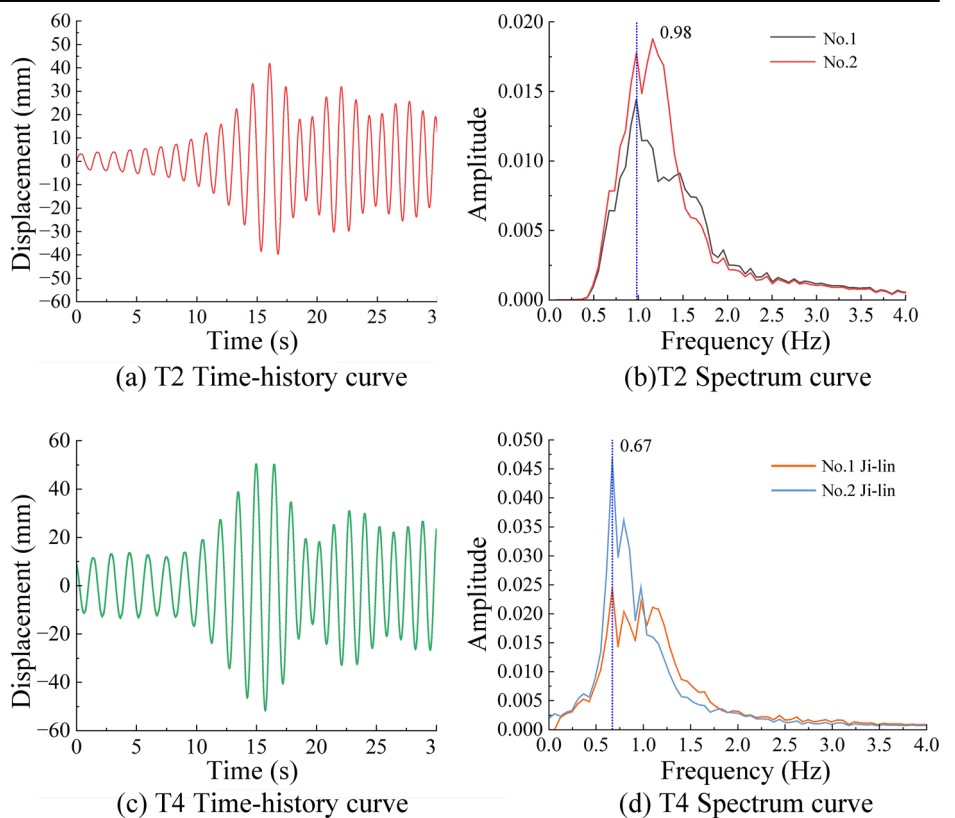 60
50
40
30
20
10
0
−10
−20
−30
−40
−50
−60
Displacement (mm)
0 5 10 15 20 25 3
Time (s)
(a) T2 Time-history curve
0.020
0.015
0.010
0.005
0.000
Amplitude
0.98
No.1
No.2
0.0 0.5 1.0 1.5 2.0 2.5 3.0 3.5 4.0
Frequency (Hz)
(b)T2 Spectrum curve
60
40
20
0
−20
−40
−60
Displacement (mm)
0 5 10 15 20 25 3
Time (s)
(c) T4 Time-history curve
0.050
0.045
0.040
0.035
0.030
0.025
0.020
0.015
0.010
0.005
0.000
Amplitude
0.67
No.1 Ji-lin
No.2 Ji-lin
0.0 0.5 1.0 1.5 2.0 2.5 3.0 3.5 4.0
Frequency (Hz)
(d) T4 Spectrum curve